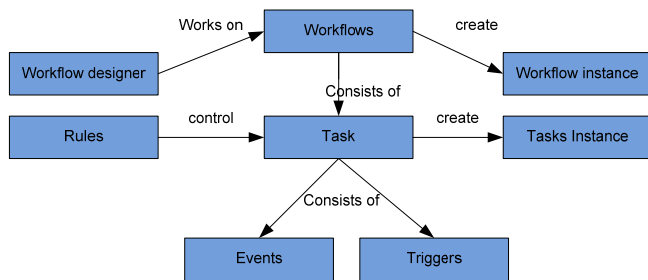 Works on
Workflows
create
Workflow designer
Workflow instance
Consists of
Rules
control
Task
create
Tasks Instance
Consists of
Events
Triggers